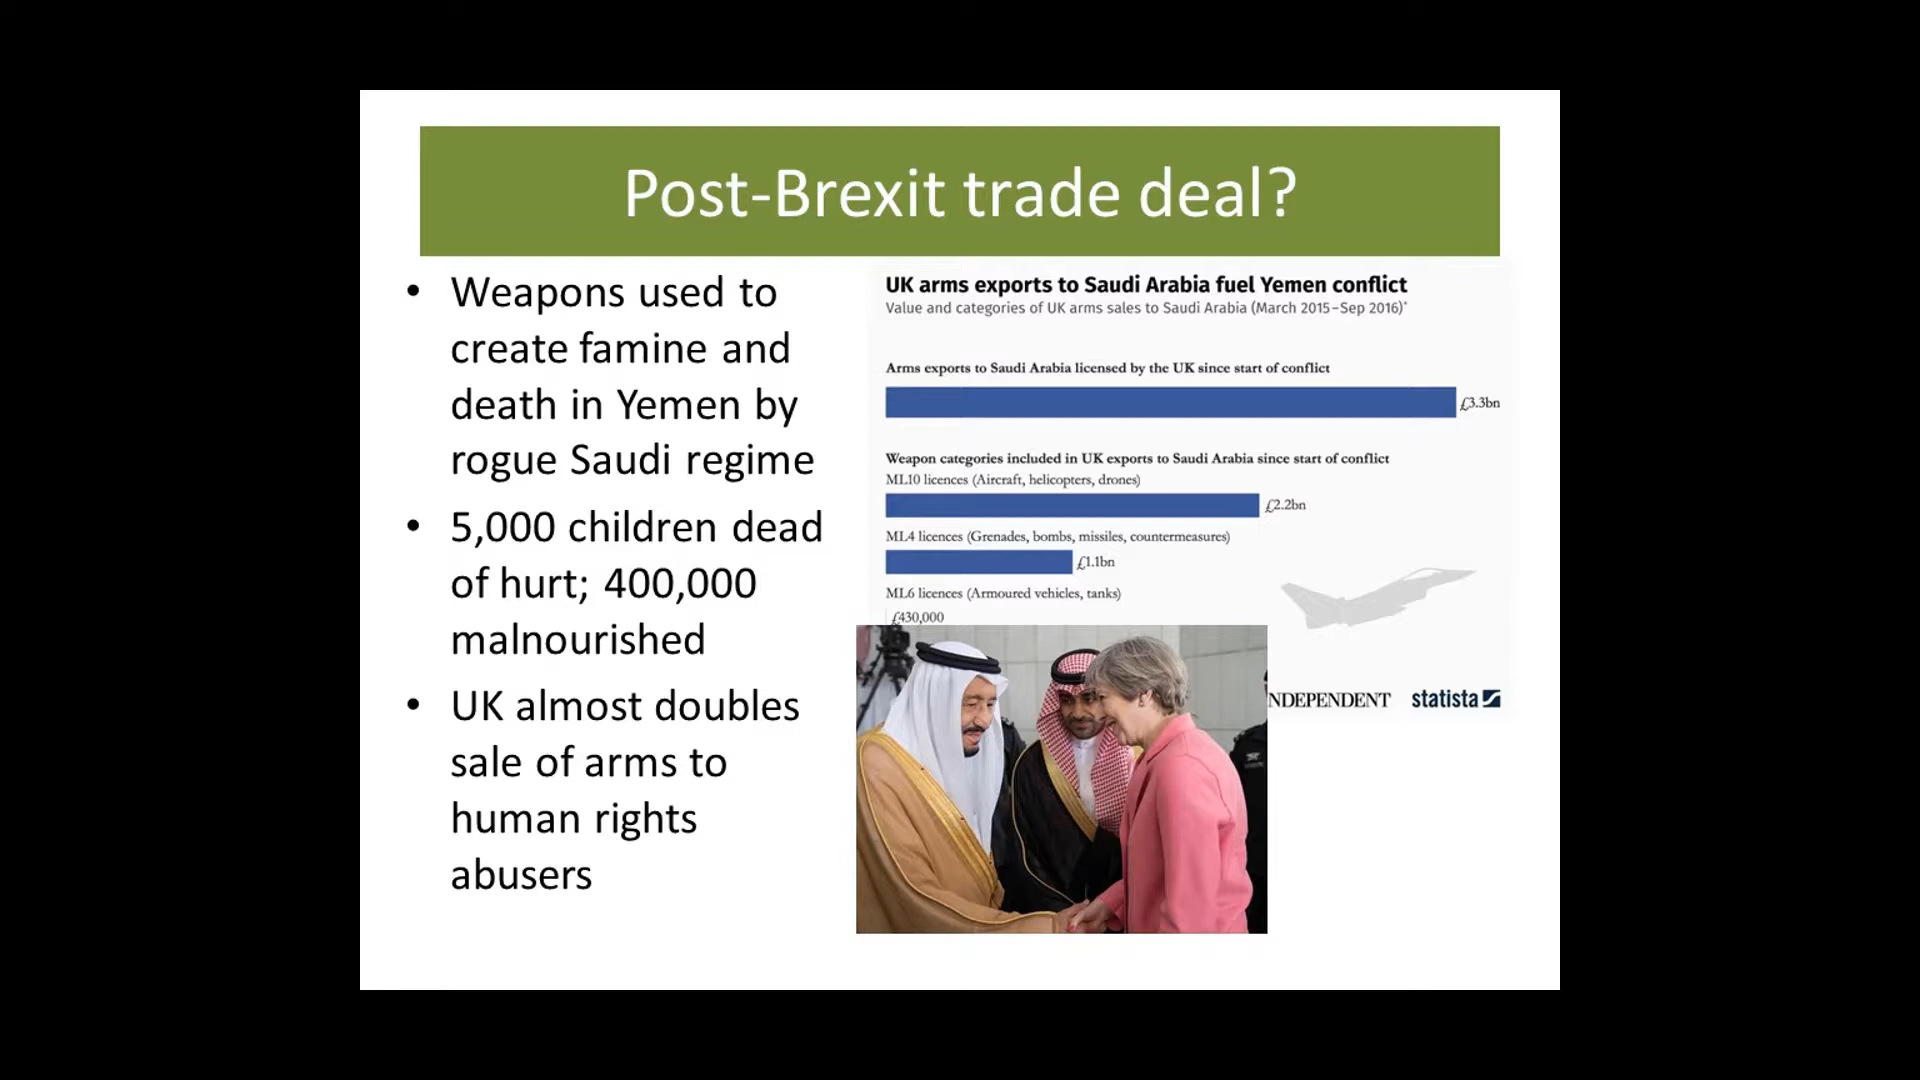 Post-Brexit trade deal?
• Weapons used to
create famine and
death in Yemen by
rogue Saudi regime
• 5,000 children dead
of hurt; 400,000
malnourished
• UK almost doubles
sale of arms to
human rights
abusers
UK arms exports to Saudi Arabia fuel Yemen conflict
Value and categories of UK arms sales to Saudi Arabia (March 2015–Sep 2016)*
Arms exports to Saudi Arabia licensed by the UK since start of conflict
£3.3bn
Weapon categories included in UK exports to Saudi Arabia since start of conflict
ML10 licences (Aircraft, helicopters, drones)
£2.2bn
ML4 licences (Grenades, bombs, missiles, countermeasures)
£1.1bn
ML6 licences (Armoured vehicles, tanks)
£430,000
NDEPENDENT statista